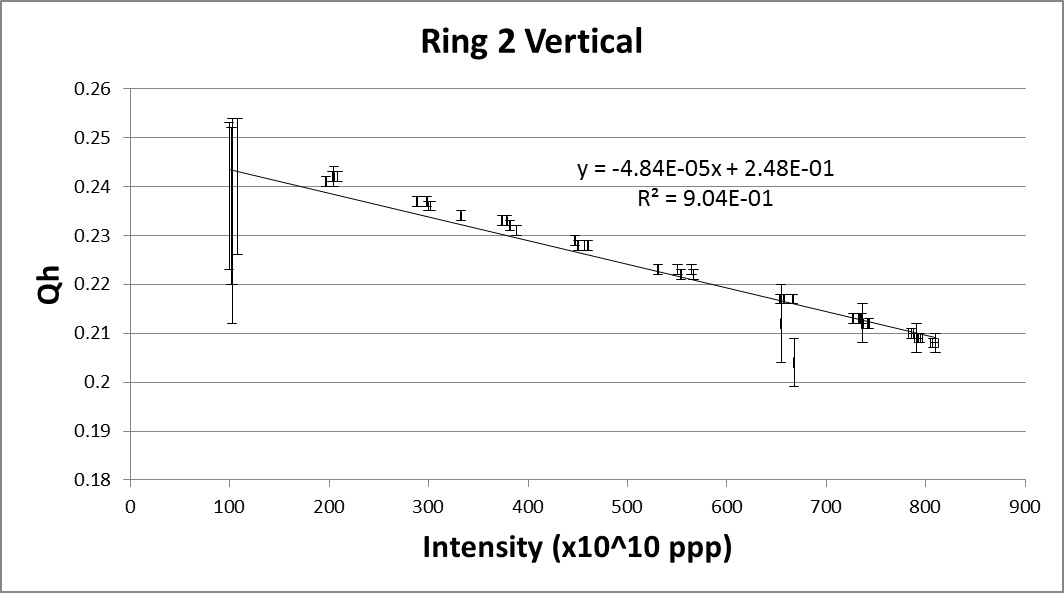 Ring 2 Vertical
0.26
0.25
0.24
0.23
0.22
0.21
0.2
0.19
0.18
Qh
y = -4.84E-05x + 2.48E-01
R² = 9.04E-01
0 100 200 300 400 500 600 700 800 900
Intensity (x10^10 ppp)